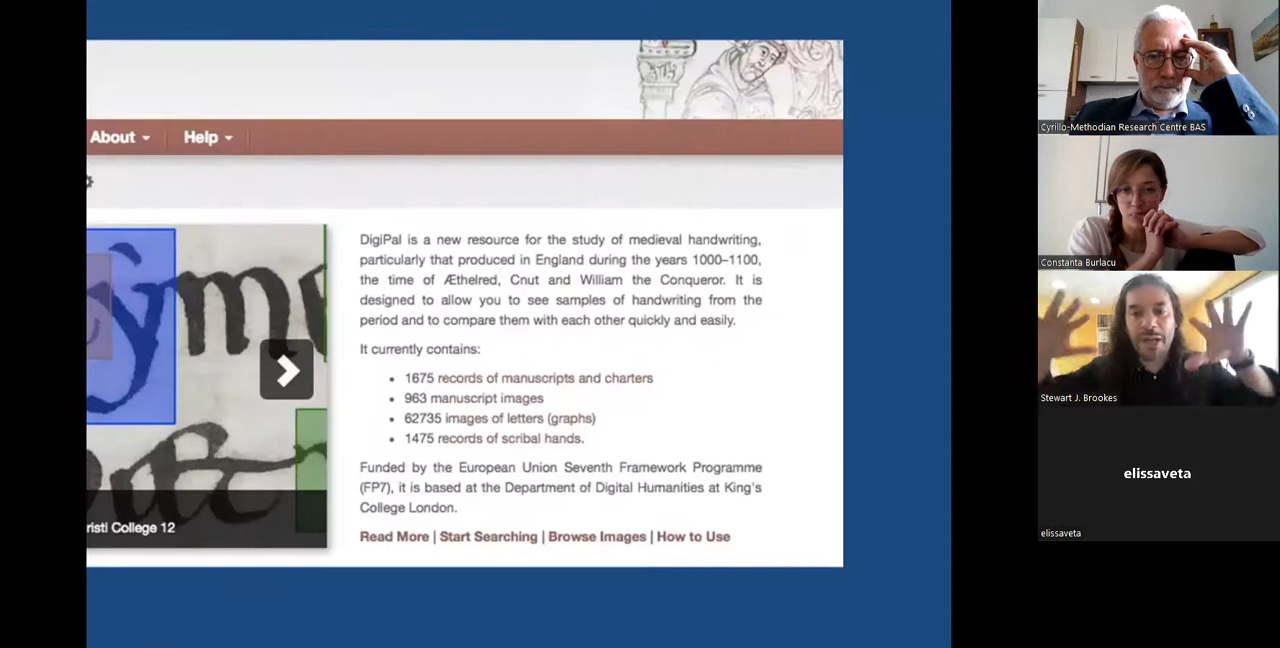 About
Help
DigiPal is a new resource for the study of medieval handwriting,
particularly that produced in England during the years 1000–1100,
the time of Æthelred, Cnut and William the Conqueror. It is
designed to allow you to see samples of handwriting from the
period and to compare them with each other quickly and easily.
It currently contains:
• 1675 records of manuscripts and charters
• 963 manuscript images
• 62735 images of letters (graphs)
• 1475 records of scribal hands.
Funded by the European Union Seventh Framework Programme
(FP7), it is based at the Department of Digital Humanities at King's
College London.
Read More | Start Searching | Browse Images | How to Use
risti College 12
Cyrillo-Methodian Research Centre BAS
Constanta Burlacu
Stewart J. Brookes
elissaveta
elissaveta